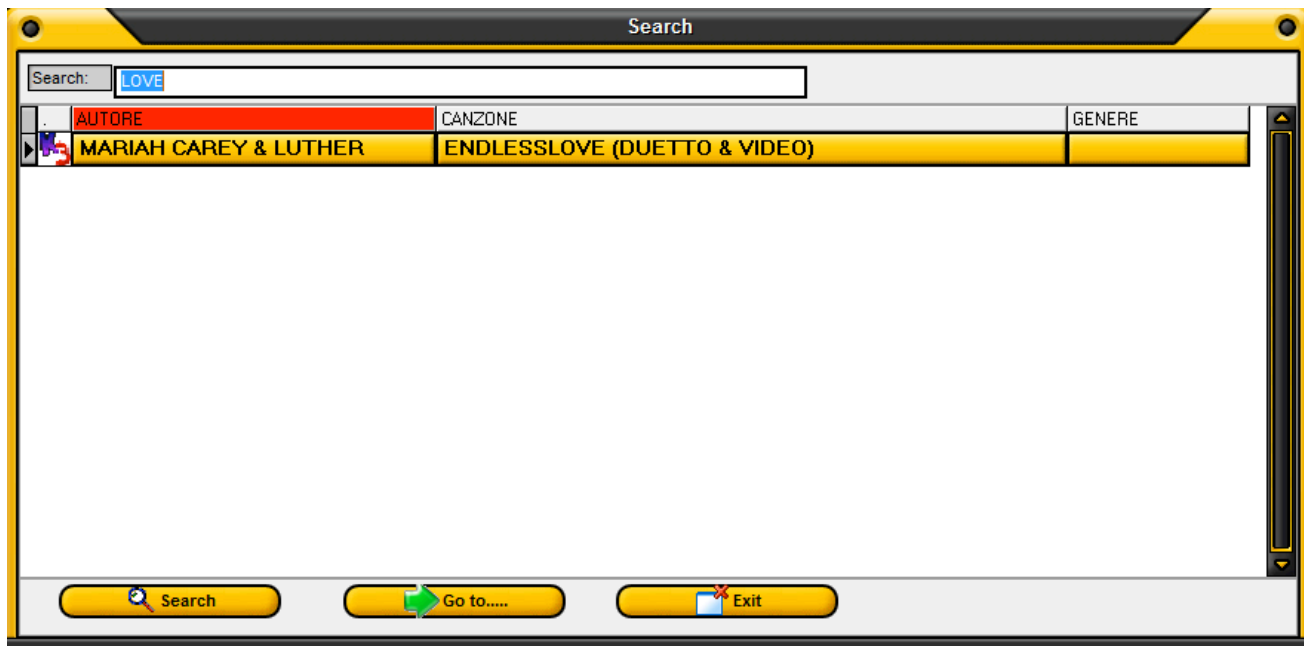 Search
Search: LOVE
. AUTORE CANZONE GENERE
MARIAH CAREY & LUTHER ENDLESSLOVE (DUETTO & VIDEO)
Search Go to..... Exit